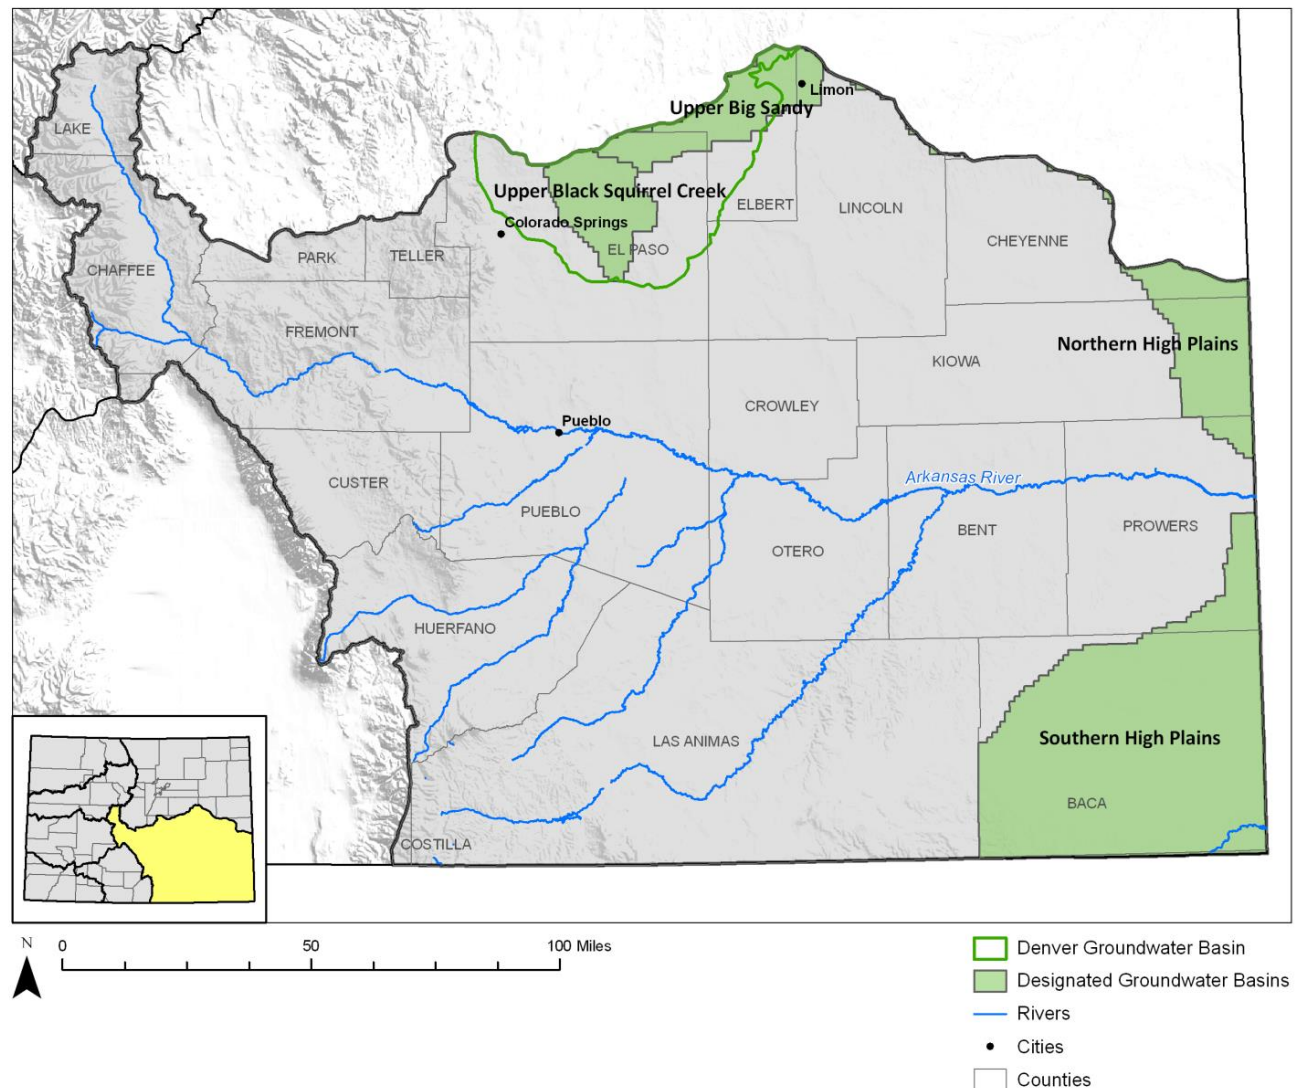 Limon
Upper Big Sandy
LAKE
Upper Black Squirrel Creek
ELBERT
LINCOLN
Colorado Springs
EL PASO
CHEYENNE
PARK
TELLER
CHAFFEE
FREMONT
Northern High Plains
KIOWA
CROWLEY
Pueblo
Arkansas River
CUSTER
PUEBLO
BENT
PROWERS
OTERO
HUERFANO
LAS ANIMAS
Southern High Plains
BACA
COSTILLA
N
0 50 100 Miles
Denver Groundwater Basin
Designated Groundwater Basins
Rivers
Cities
Counties